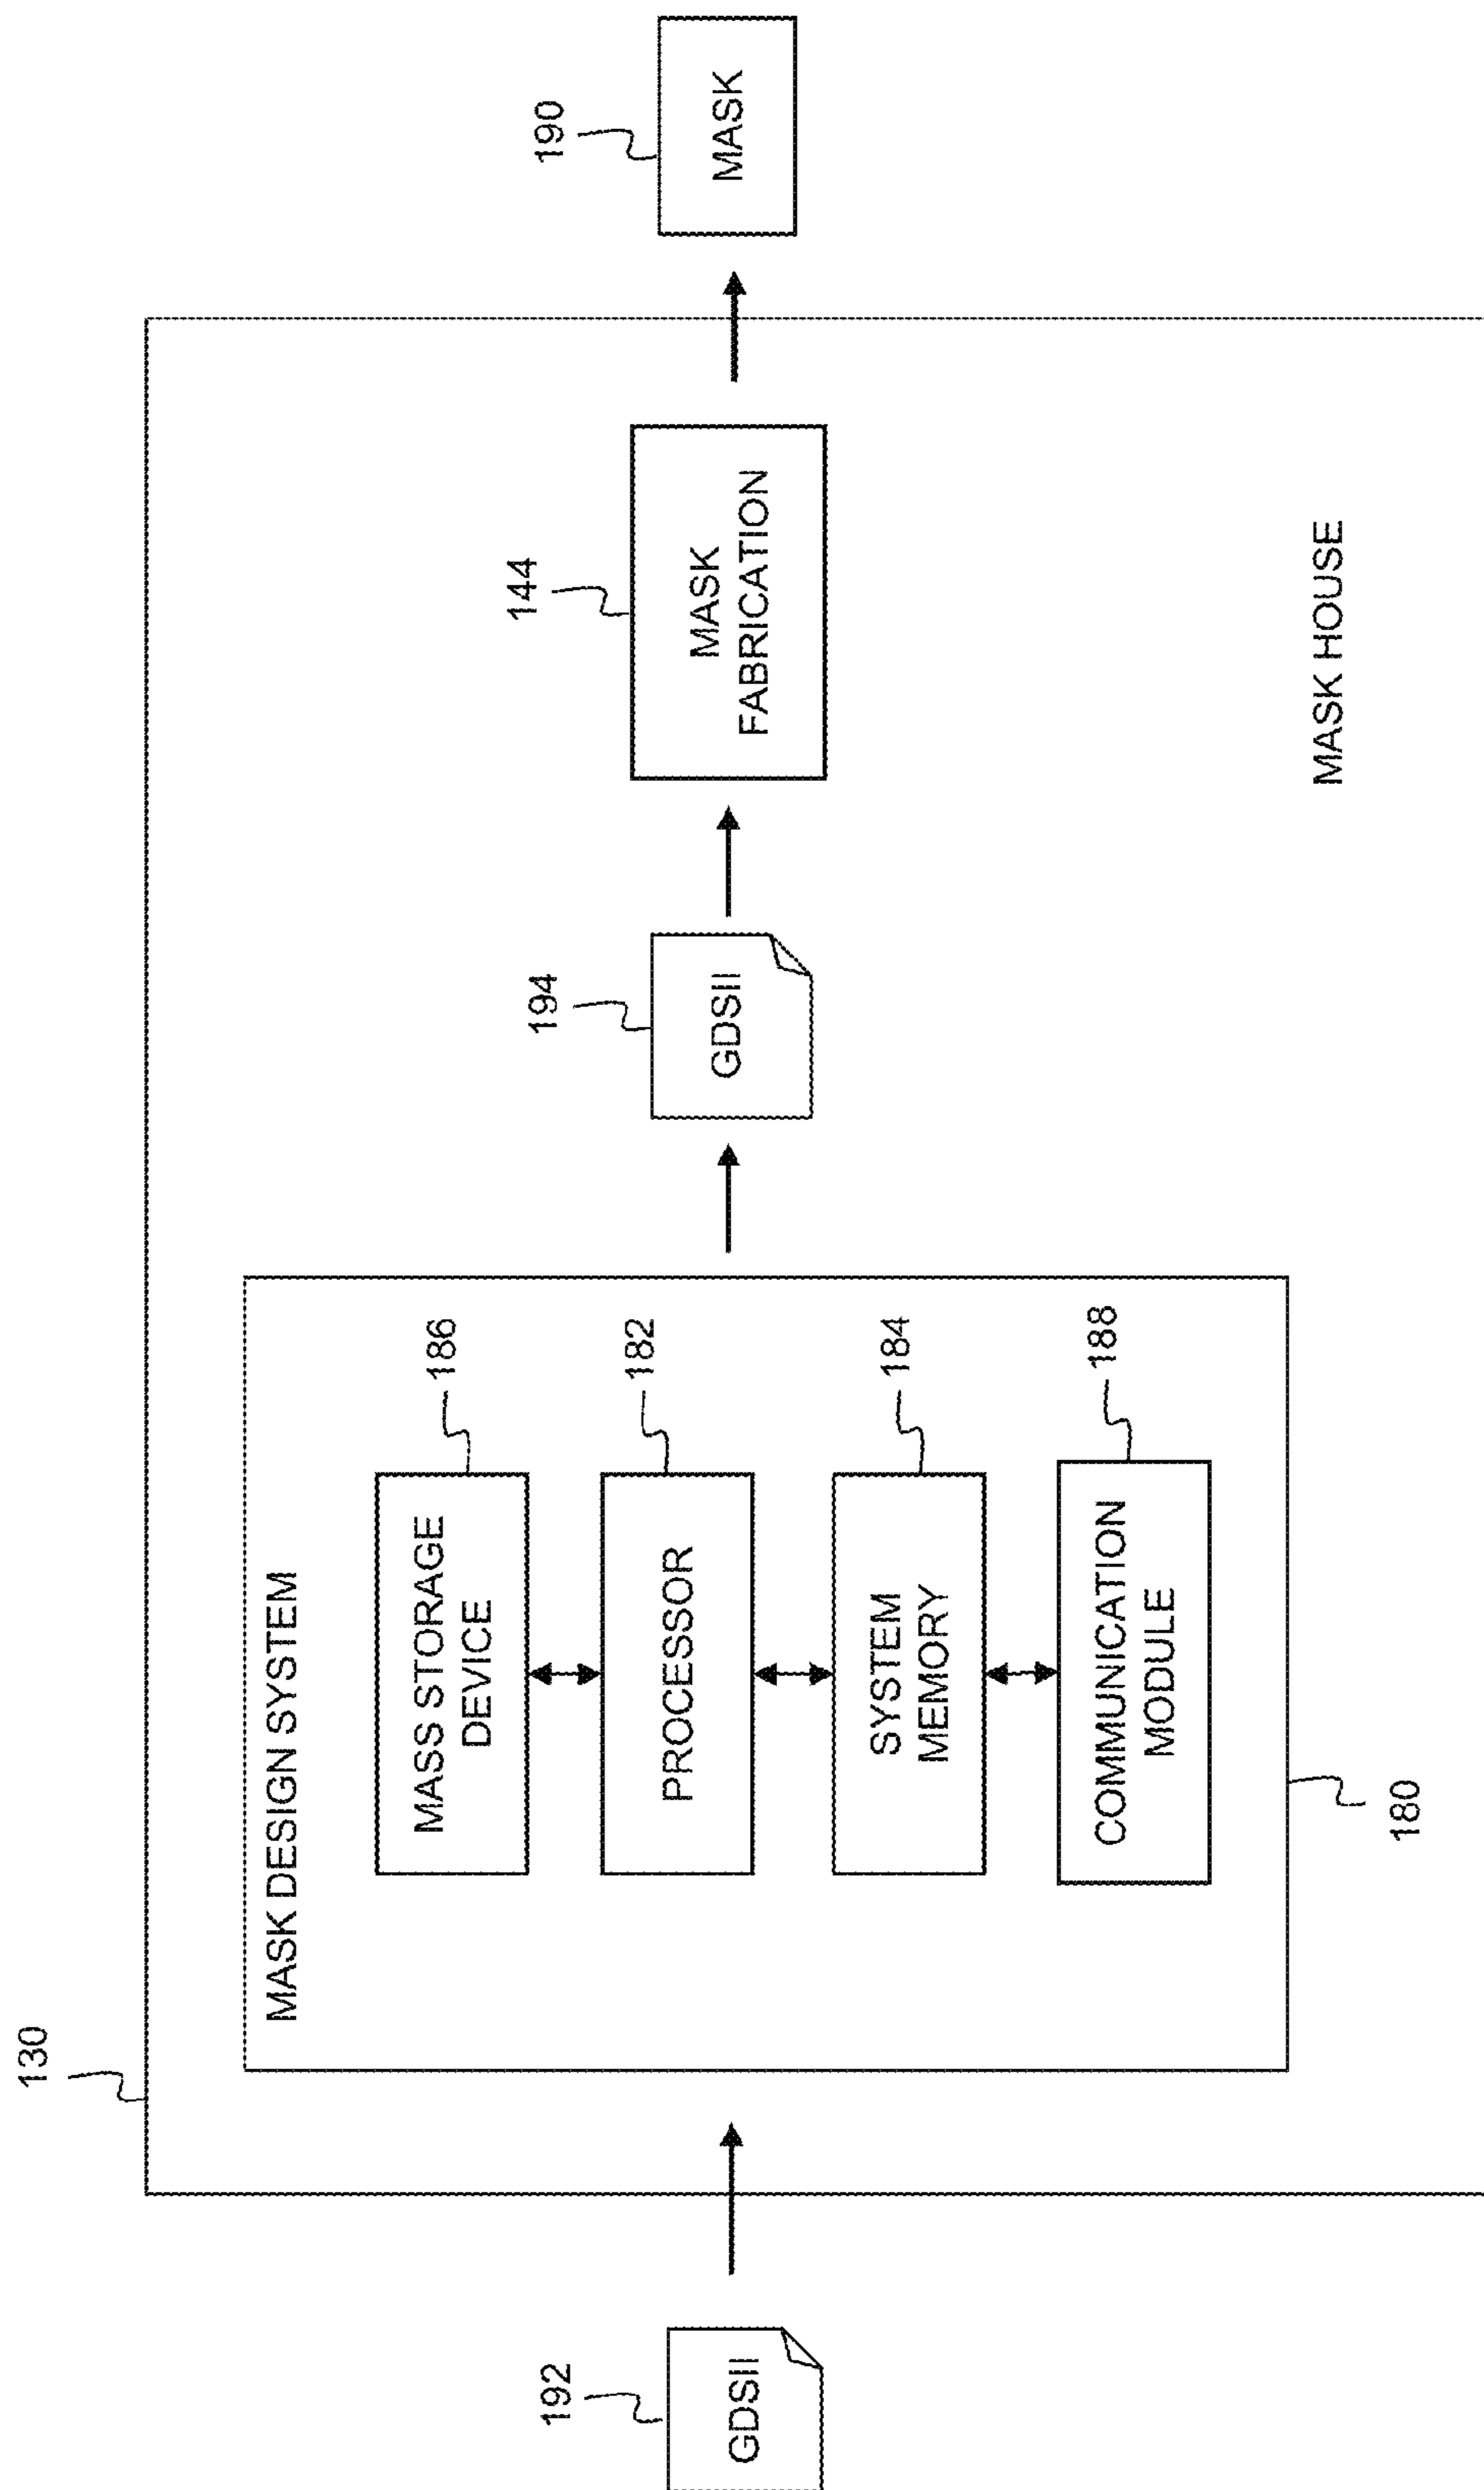 130
MASK DESIGN SYSTEM
MASS STORAGE
DEVICE
186
PROCESSOR
182
SYSTEM
MEMORY
184
COMMUNICATION
MODULE
188
180
192
GDSII
194
GDSII
144
MASK
FABRICATION
190
MASK
MASK HOUSE